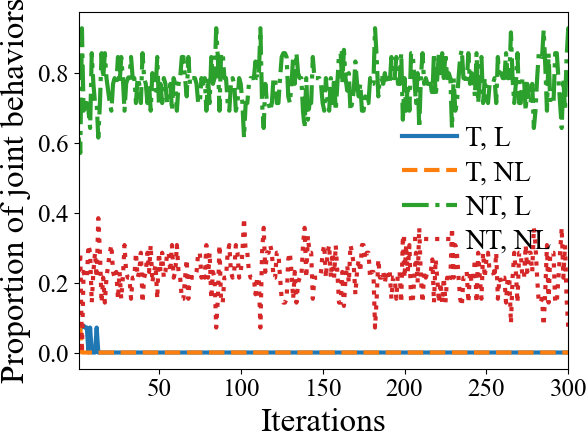 Proportion of joint behaviors
0.8
0.6
0.4
0.2
0.0
T, L
T, NL
NT, L
NT, NL
50
100
150
200
250
300
Iterations